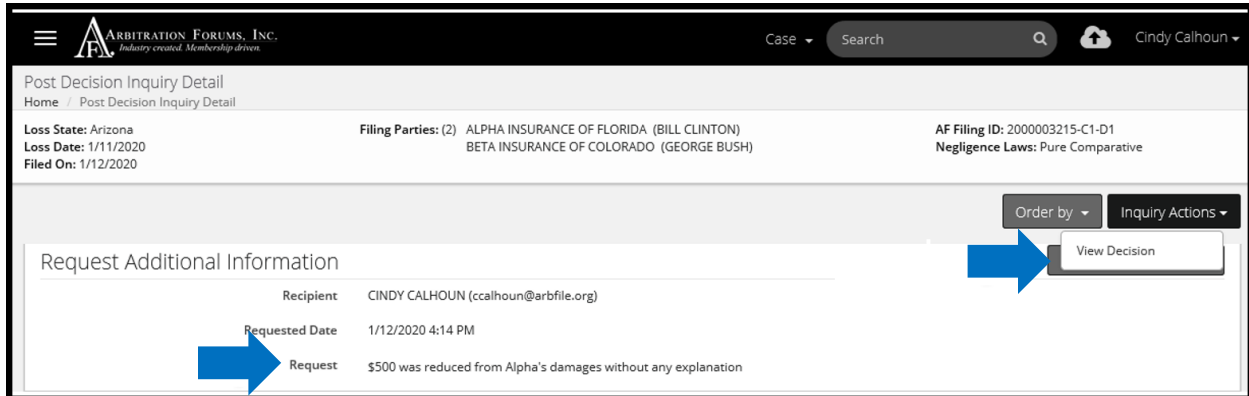 ARBITRATION FORUMS, INC.
Industry created. Membership driven.
Case
Search
Cindy Calhoun
Post Decision Inquiry Detail
Home / Post Decision Inquiry Detail
Loss State: Arizona
Loss Date: 1/11/2020
Filed On: 1/12/2020
Filing Parties: (2) ALPHA INSURANCE OF FLORIDA (BILL CLINTON)
BETA INSURANCE OF COLORADO (GEORGE BUSH)
AF Filing ID: 2000003215-C1-D1
Negligence Laws: Pure Comparative
Order by
Inquiry Actions
View Decision
Request Additional Information
Recipient CINDY CALHOUN (ccalhoun@arbfile.org)
Requested Date 1/12/2020 4:14 PM
Request $500 was reduced from Alpha's damages without any explanation